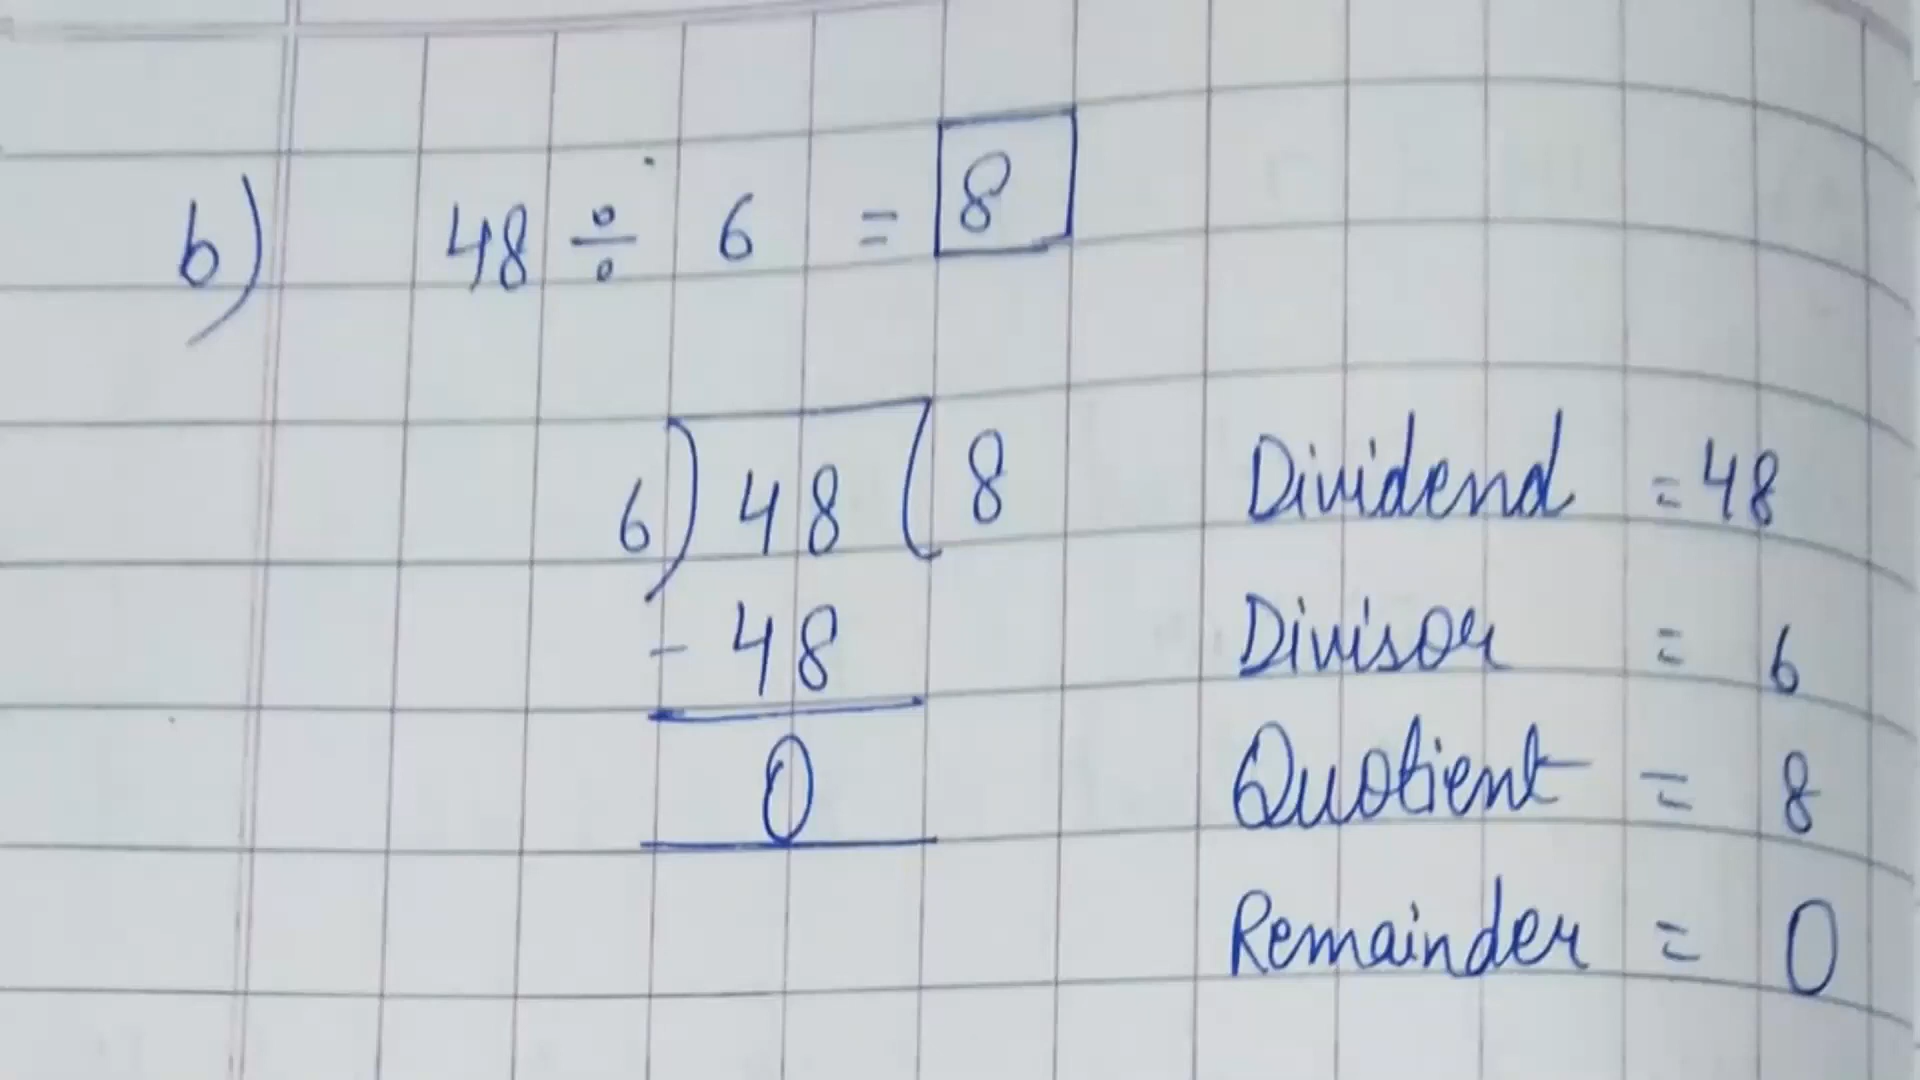 b) 48 ÷ 6 = 8
6) 48 (8
- 48
0
Dividend = 48
Divisor = 6
Quotient = 8
Remainder = 0